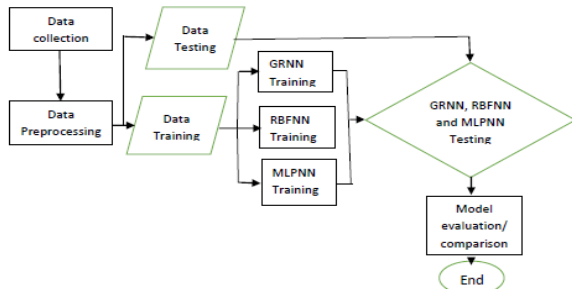 Data
collection
Data
Testing
GRNN
Training
Data
Preprocessing
Data
Training
RBFNN
Training
GRNN, RBFNN
and MLPNN
Testing
MLPNN
Training
Model
evaluation/
comparison
End